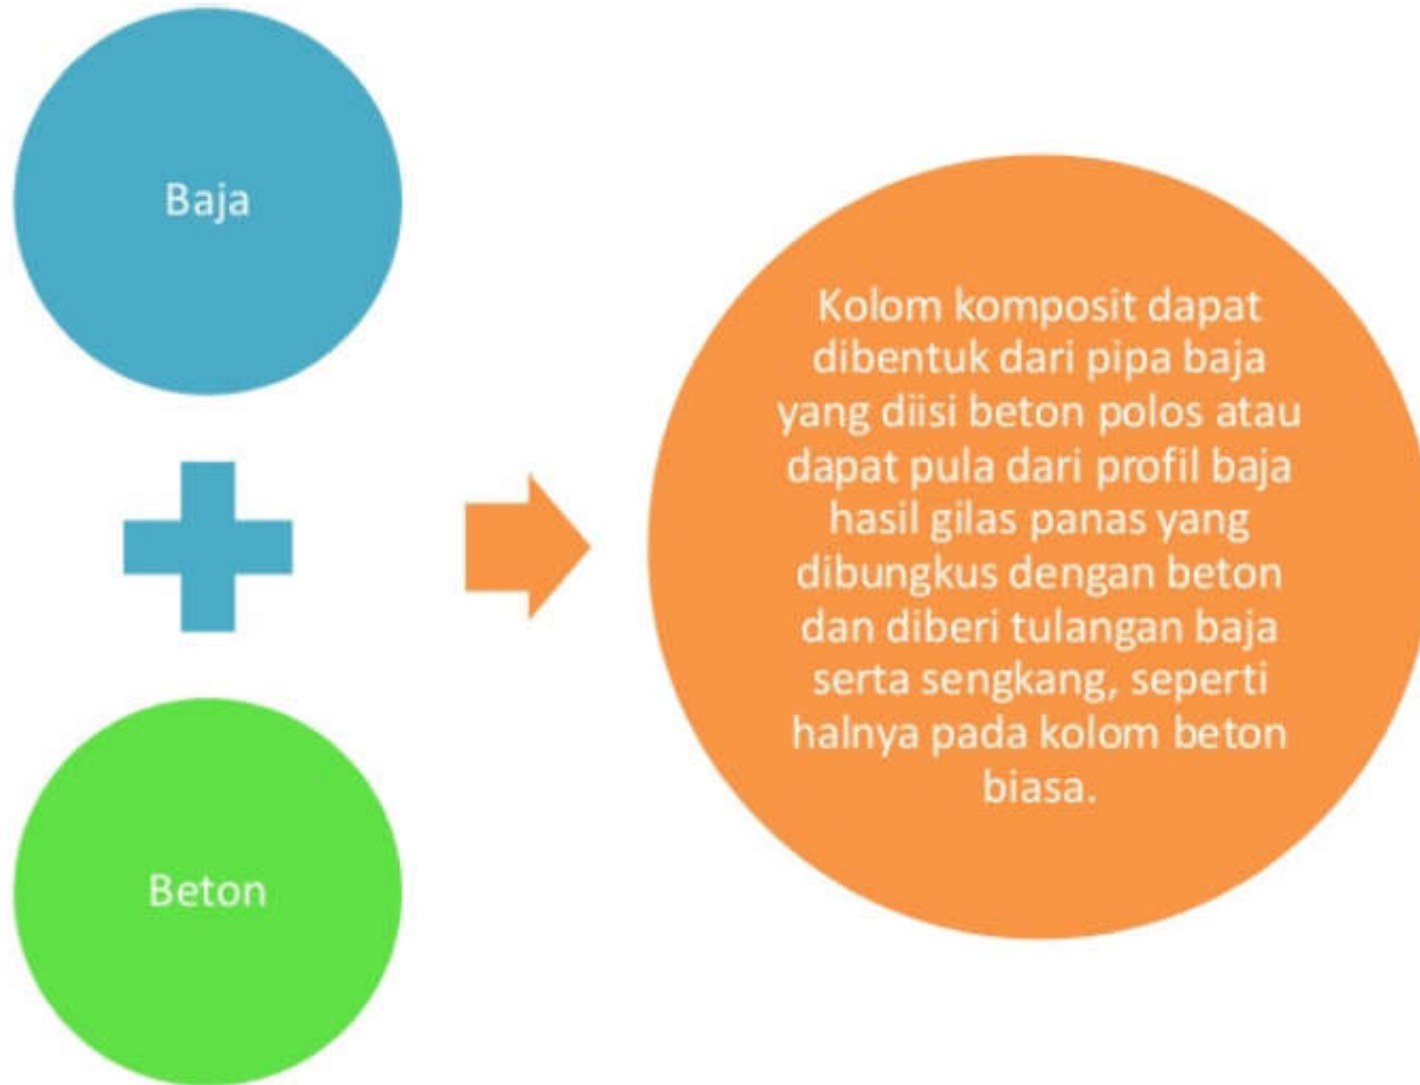 Baja
Beton
Kolom komposit dapat
dibentuk dari pipa baja
yang diisi beton polos atau
dapat pula dari profil baja
hasil gilas panas yang
dibungkus dengan beton
dan diberi tulangan baja
serta sengkang, seperti
halnya pada kolom beton
biasa.